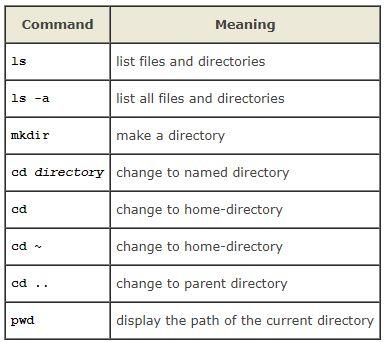 Command Meaning
ls list files and directories
ls -a list all files and directories
mkdir make a directory
cd directory change to named directory
cd change to home-directory
cd ~ change to home-directory
cd .. change to parent directory
pwd display the path of the current directory